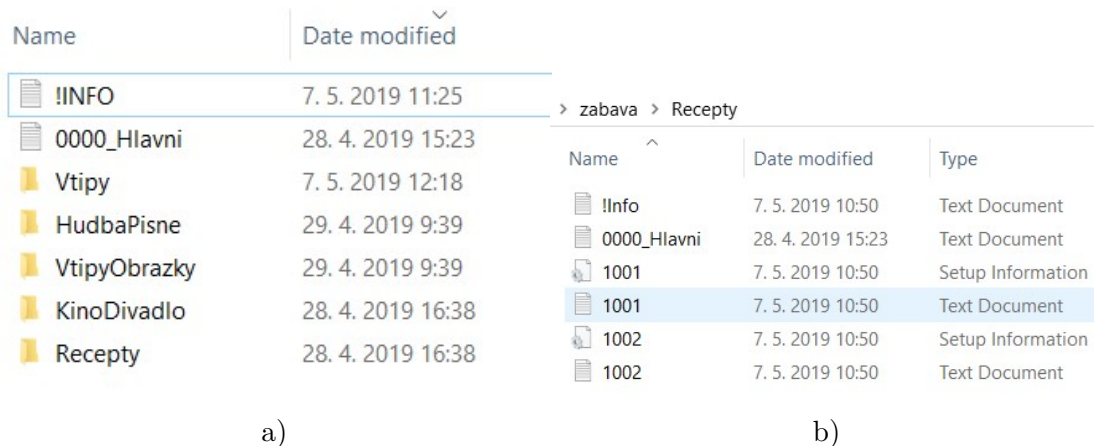 Name Date modified
!INFO 7. 5. 2019 11:25
0000_Hlavni 28. 4. 2019 15:23
Vtipy 7. 5. 2019 12:18
HudbaPisne 29. 4. 2019 9:39
VtipyObrazky 29. 4. 2019 9:39
KinoDivadlo 28. 4. 2019 16:38
Recepty 28. 4. 2019 16:38
a)
> zabava > Recepty
Name Date modified Type
!Info 7. 5. 2019 10:50 Text Document
0000_Hlavni 28. 4. 2019 15:23 Text Document
1001 7. 5. 2019 10:50 Setup Information
1001 7. 5. 2019 10:50 Text Document
1002 7. 5. 2019 10:50 Setup Information
1002 7. 5. 2019 10:50 Text Document
b)